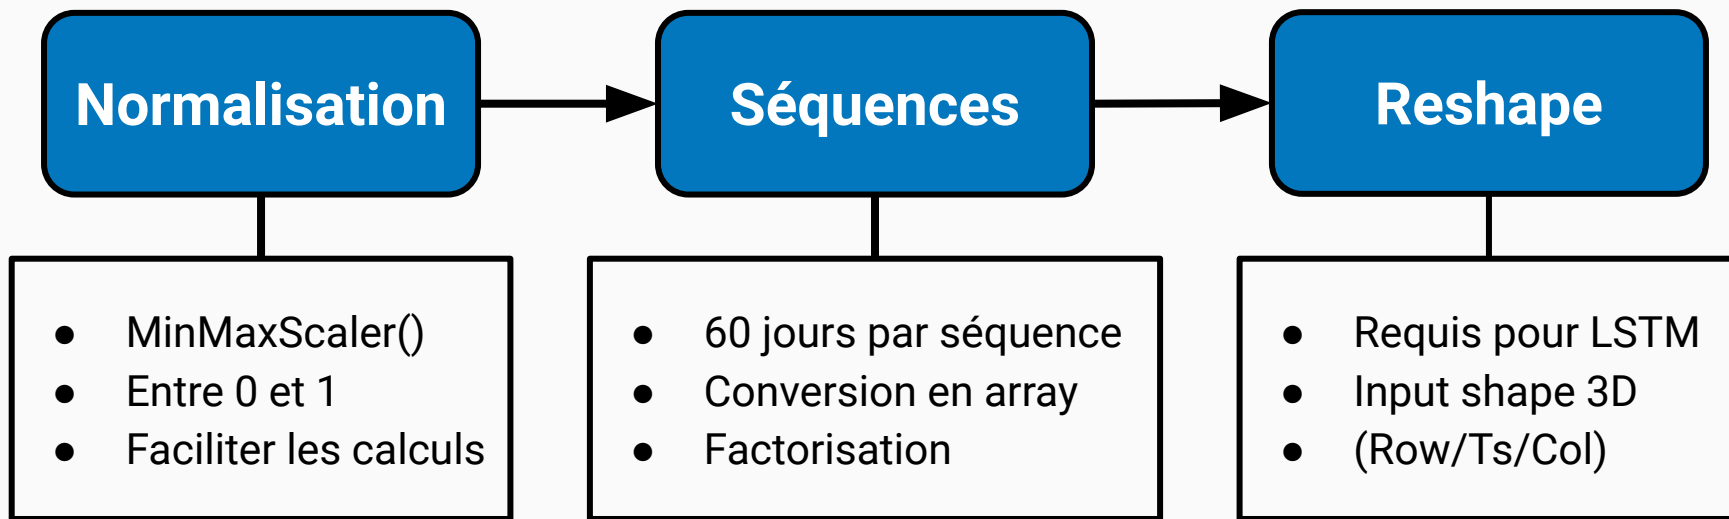 Normalisation
Séquences
Reshape
● MinMaxScaler()
● Entre 0 et 1
● Faciliter les calculs
● 60 jours par séquence
● Conversion en array
● Factorisation
● Requis pour LSTM
● Input shape 3D
● (Row/Ts/Col)